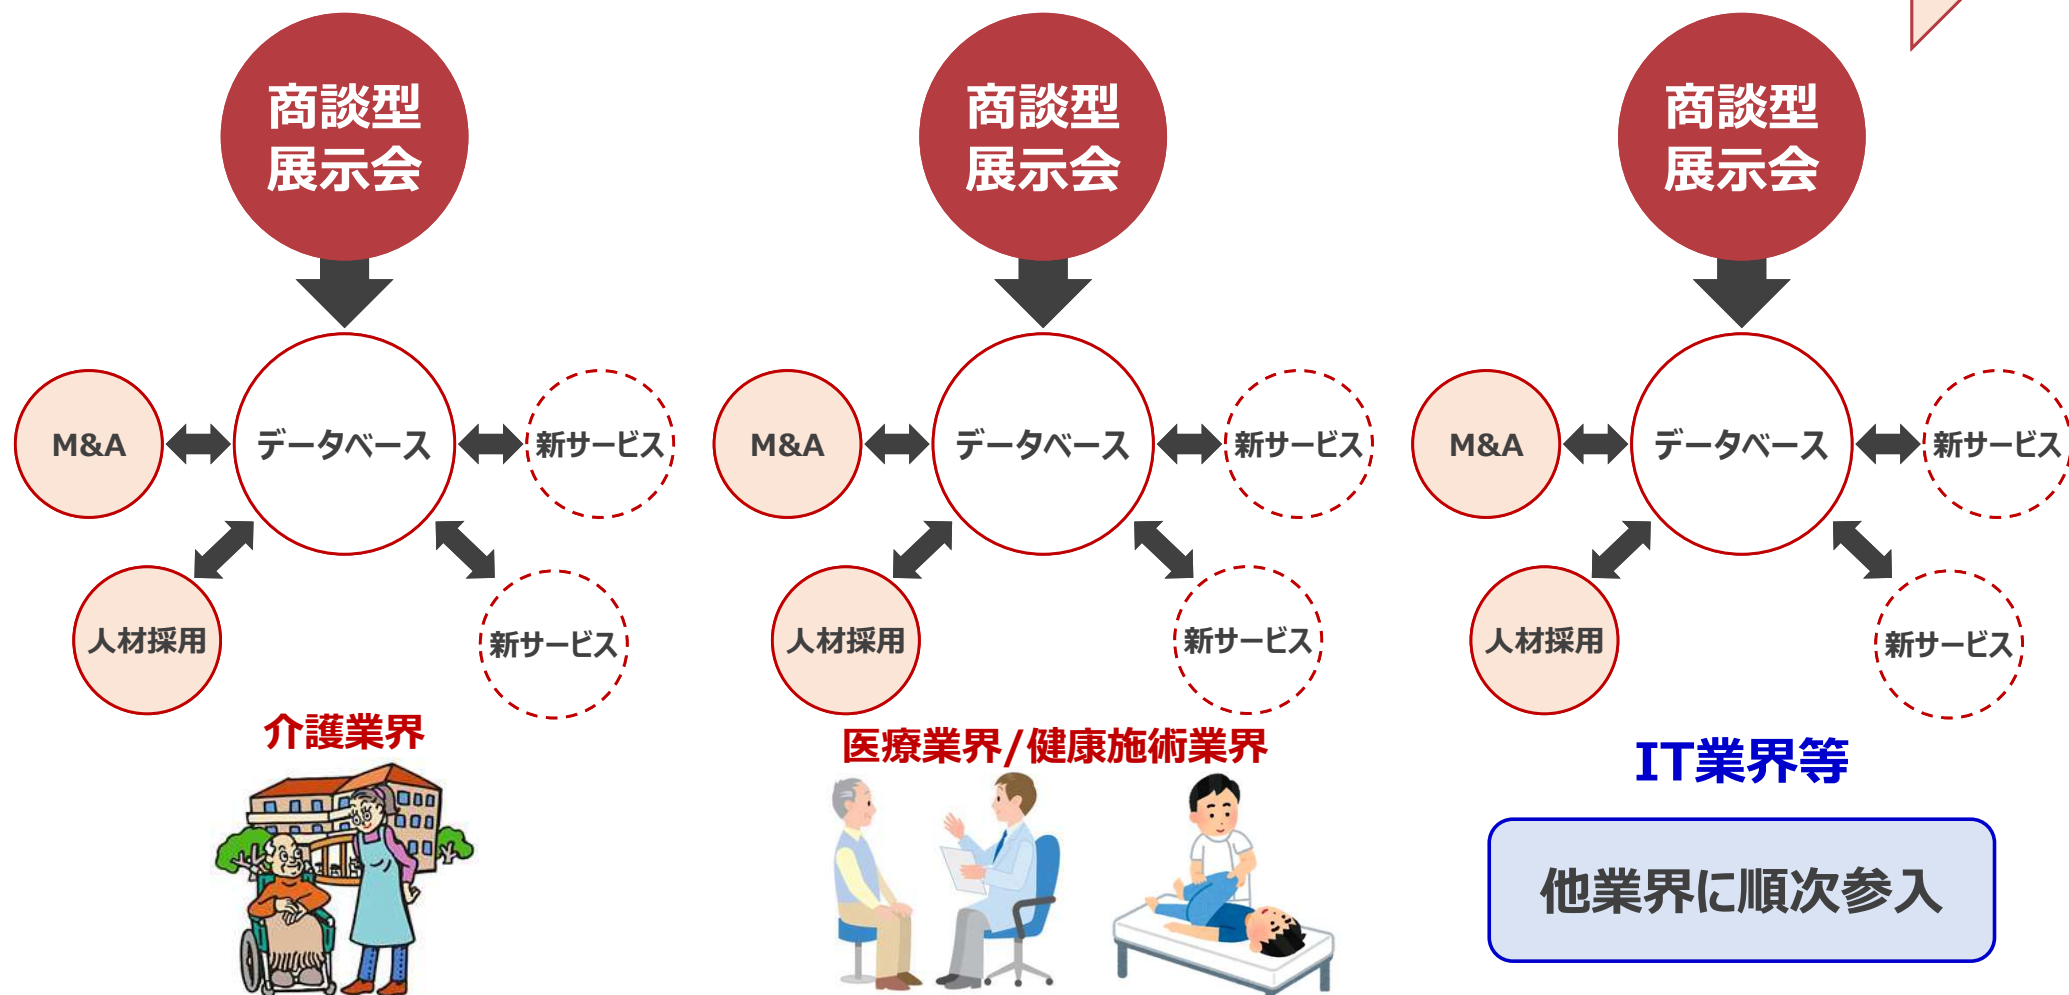 商談型
展示会
データベース
M&A
新サービス
人材採用
新サービス
介護業界
商談型
展示会
データベース
M&A
新サービス
人材採用
新サービス
医療業界/健康施術業界
商談型
展示会
データベース
M&A
新サービス
人材採用
新サービス
IT業界等
他業界に順次参入